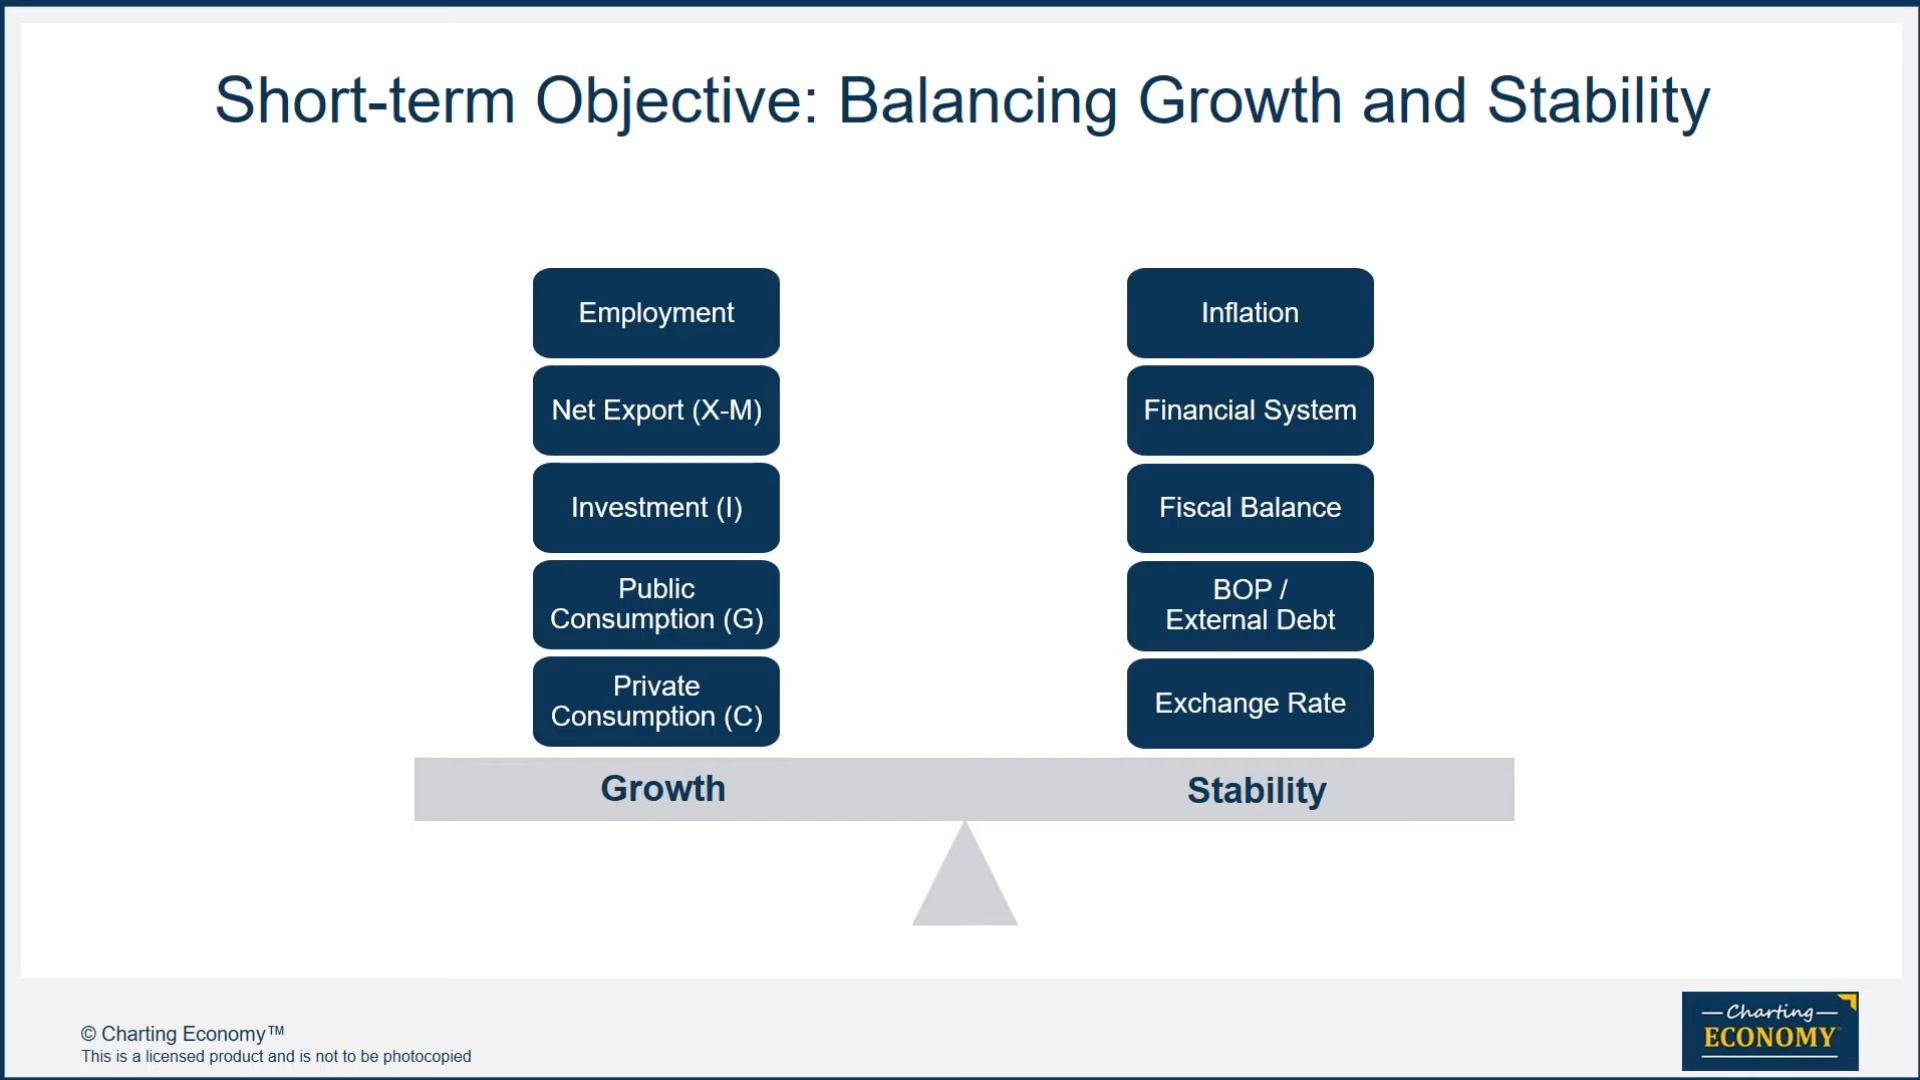 Short-term Objective: Balancing Growth and Stability
Employment
Net Export (X-M)
Investment (I)
Public
Consumption (G)
Private
Consumption (C)
Growth
Inflation
Financial System
Fiscal Balance
BOP /
External Debt
Exchange Rate
Stability
© Charting Economy™
This is a licensed product and is not to be photocopied
Charting
ECONOMY